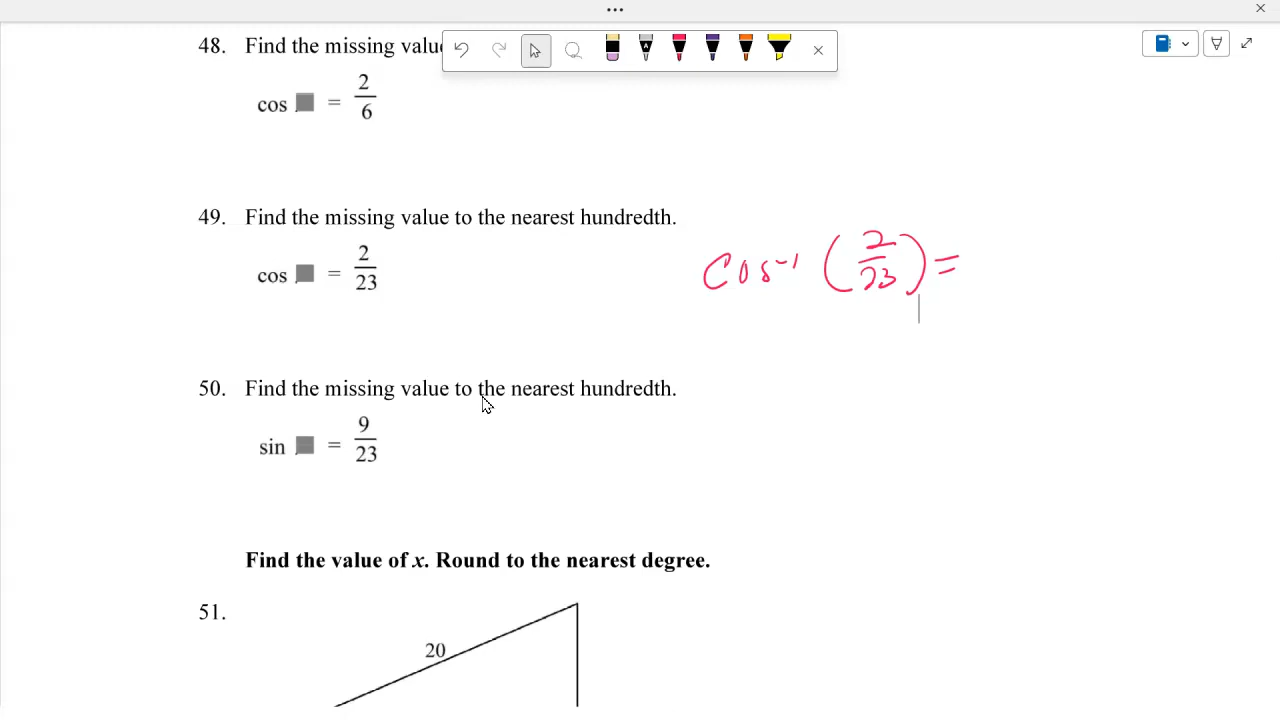 48. Find the missing valu
cos ■ = 2/6
49. Find the missing value to the nearest hundredth.
cos ■ = 2/23
cos⁻¹ (2/23) =
50. Find the missing value to the nearest hundredth.
sin ■ = 9/23
Find the value of x. Round to the nearest degree.
51.
20